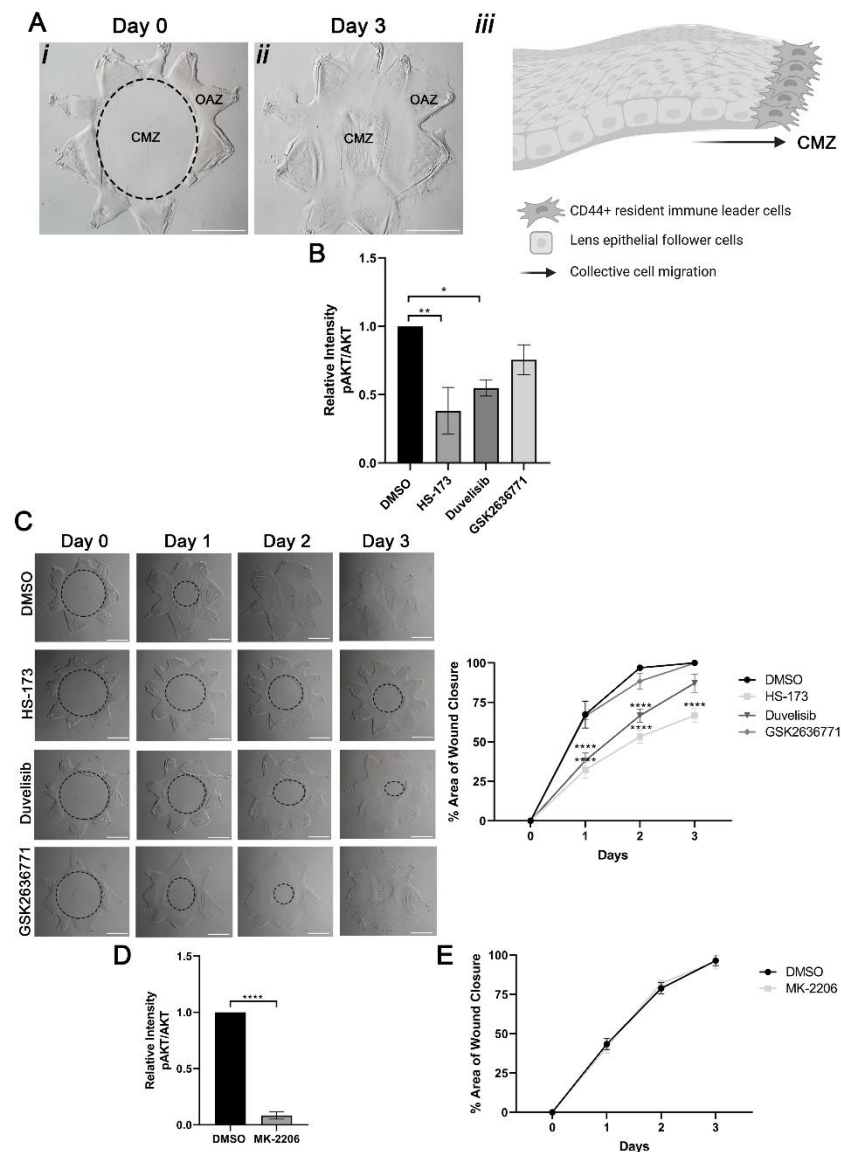 A
Day 0
Day 3
i
ii
iii
OAZ
CMZ
OAZ
CMZ
CMZ
CD44+ resident immune leader cells
Lens epithelial follower cells
Collective cell migration
B
Relative Intensity
pAKT/AKT
1.5
1.0
0.5
0.0
*
**
DMSO
HS-173
Duvelisib
GSK2636771
C
Day 0
Day 1
Day 2
Day 3
DMSO
HS-173
Duvelisib
GSK2636771
% Area of Wound Closure
100
75
50
25
0
****
****
****
****
****
0
1
2
3
Days
DMSO
HS-173
Duvelisib
GSK2636771
D
Relative Intensity
pAKT/AKT
1.5
1.0
0.5
0.0
****
DMSO
MK-2206
E
% Area of Wound Closure
100
75
50
25
0
0
1
2
3
Days
DMSO
MK-2206